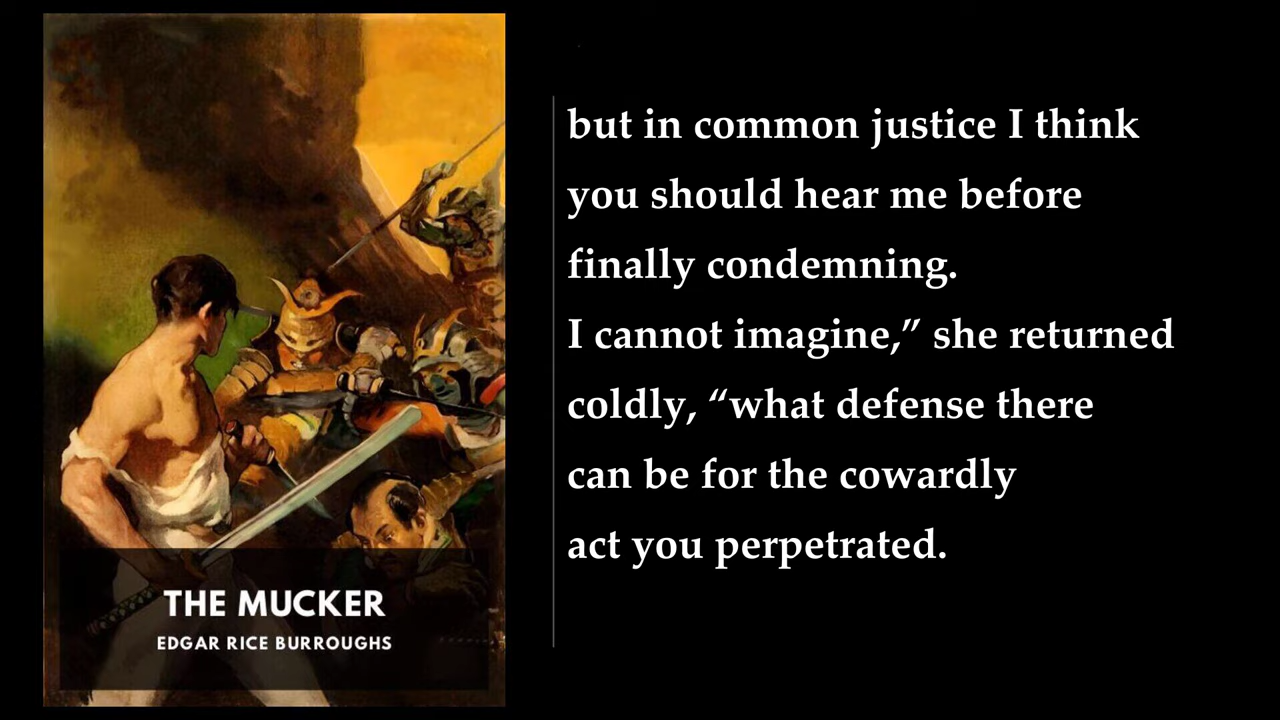 THE MUCKER
EDGAR RICE BURROUGHS
but in common justice I think
you should hear me before
finally condemning.
I cannot imagine,” she returned
coldly, “what defense there
can be for the cowardly
act you perpetrated.